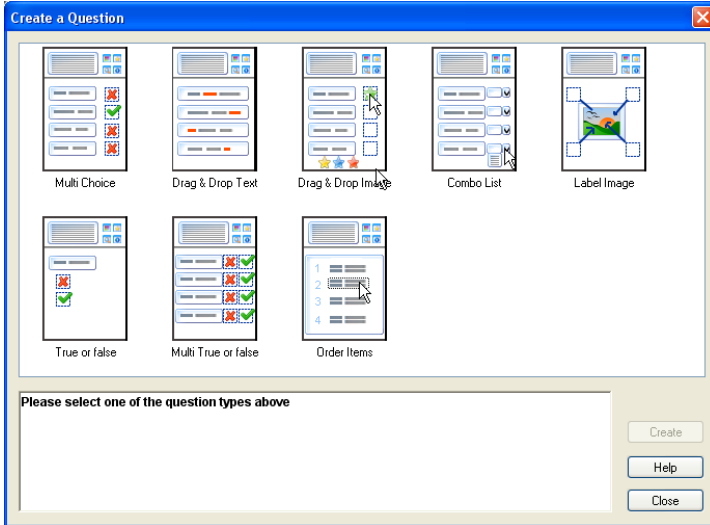 Create a Question
Multi Choice
Drag & Drop Text
Drag & Drop Image
Combo List
Label Image
1
2
3
4
True or false
Multi True or false
Order Items
Please select one of the question types above
Create
Help
Close